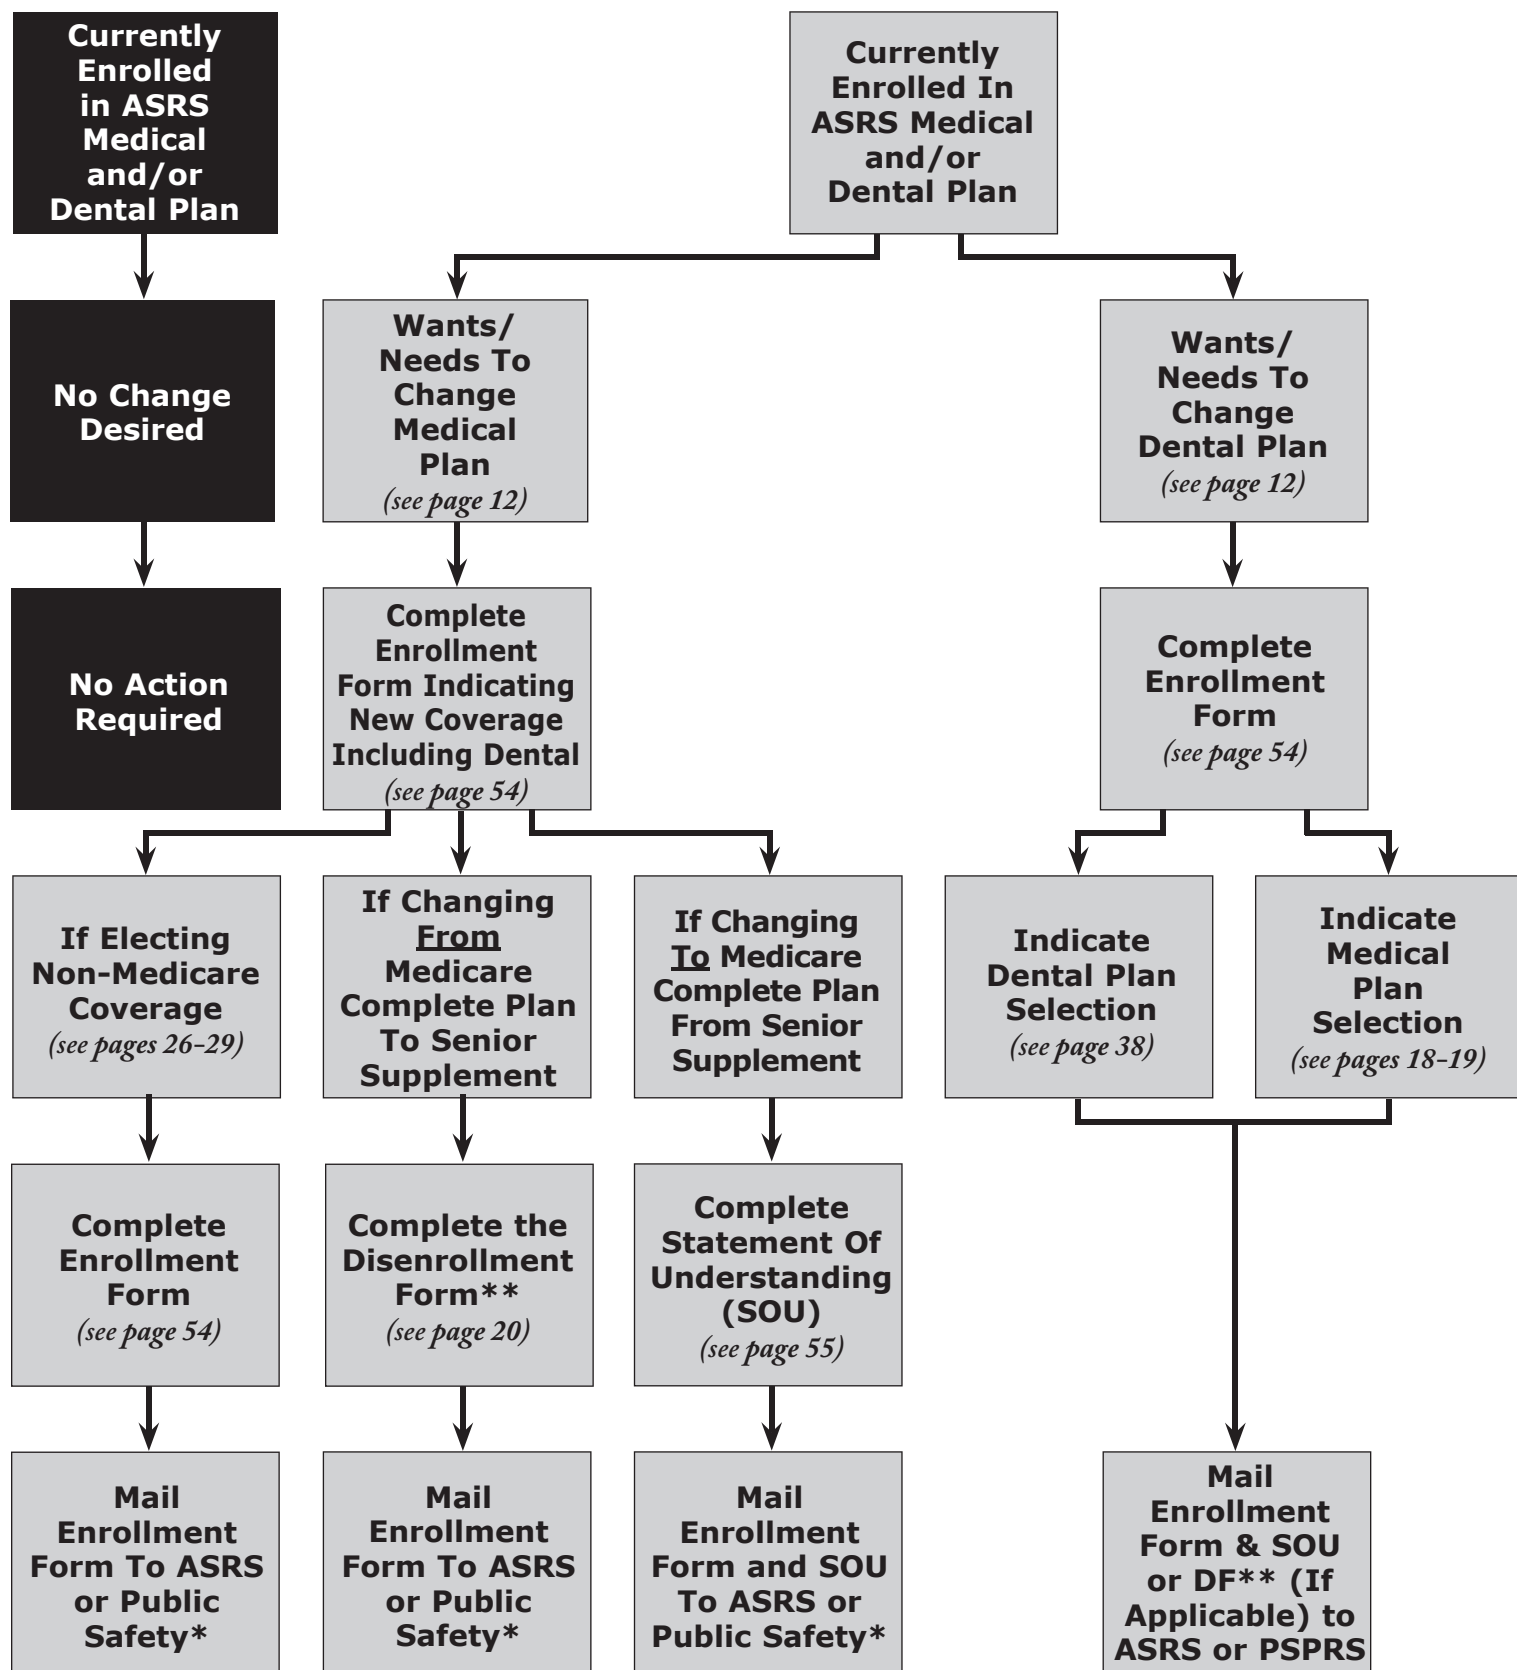 Currently
Enrolled
in ASRS
Medical
and/or
Dental Plan
Currently
Enrolled In
ASRS Medical
and/or
Dental Plan
No Change
Desired
Wants/
Needs To
Change
Medical
Plan
(see page 12)
Wants/
Needs To
Change
Dental Plan
(see page 12)
No Action
Required
Complete
Enrollment
Form Indicating
New Coverage
Including Dental
(see page 54)
Complete
Enrollment
Form
(see page 54)
If Electing
Non-Medicare
Coverage
(see pages 26-29)
If Changing
From
Medicare
Complete Plan
To Senior
Supplement
If Changing
To Medicare
Complete Plan
From Senior
Supplement
Indicate
Dental Plan
Selection
(see page 38)
Indicate
Medical
Plan
Selection
(see pages 18-19)
Complete
Enrollment
Form
(see page 54)
Complete the
Disenrollment
Form**
(see page 20)
Complete
Statement Of
Understanding
(SOU)
(see page 55)
Mail
Enrollment
Form To ASRS
or Public
Safety*
Mail
Enrollment
Form To ASRS
or Public
Safety*
Mail
Enrollment
Form and SOU
To ASRS or
Public Safety*
Mail
Enrollment
Form & SOU
or DF** (If
Applicable) to
ASRS or PSPRS